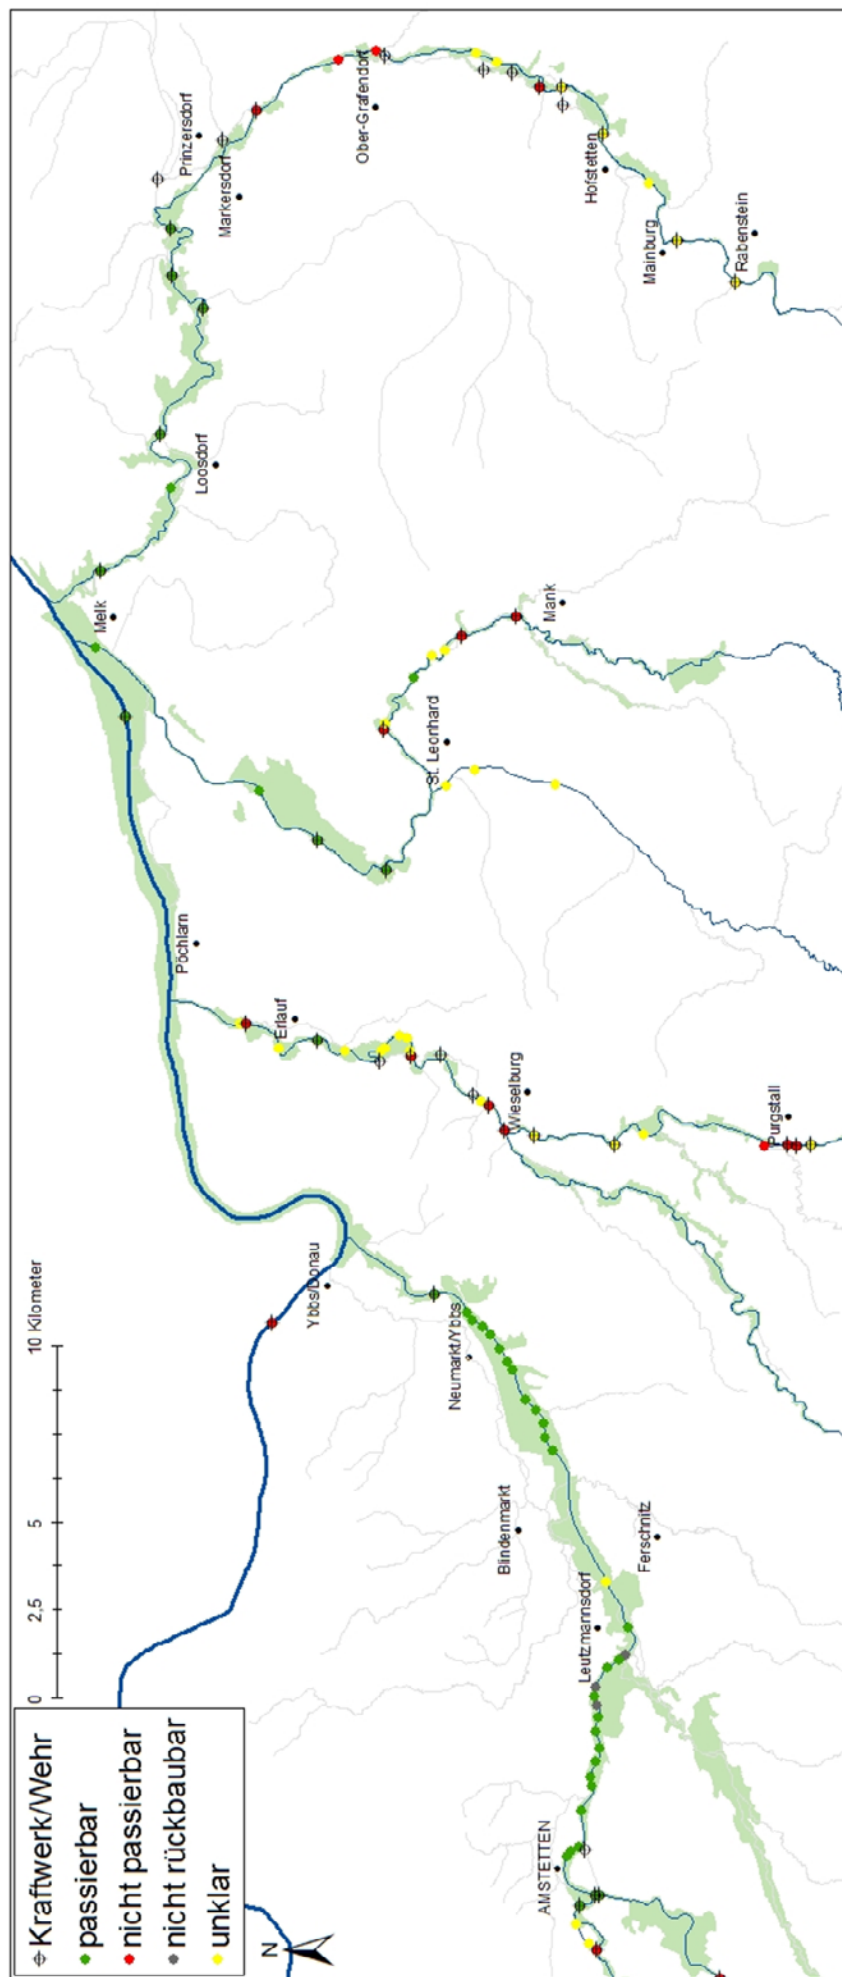 Kraftwerk/Wehr
passierbar
nicht passierbar
nicht rückbaubar
unklar
N
0 2,5 5 10 Kilometer
Ybbs/Donau
Neumarkt/Ybbs
Blindenmarkt
Ferschnitz
Leutzmannsdorf
AMSTETTEN
Pöchlarn
Erlauf
Wieselburg
Purgstall
Melk
St. Leonhard
Mank
Loosdorf
Prinzersdorf
Markersdorf
Ober-Grafendorf
Hofstetten
Mainburg
Rabenstein